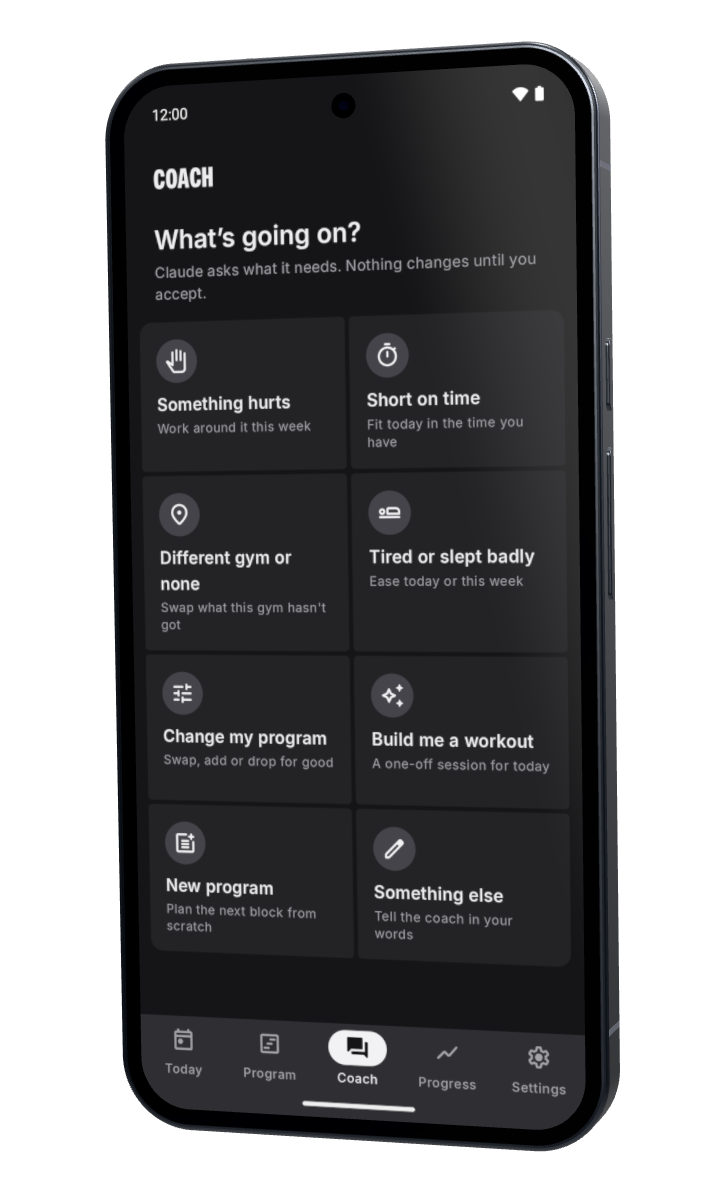 12:00
COACH
What's going on?
Claude asks what it needs. Nothing changes until you
accept.
Something hurts
Work around it this week
Short on time
Fit today in the time you
have
Different gym or
none
Swap what this gym hasn't
got
Tired or slept badly
Ease today or this week
Change my program
Swap, add or drop for good
Build me a workout
A one-off session for today
New program
Plan the next block from
scratch
Something else
Tell the coach in your
words
Today
Program
Coach
Progress
Settings